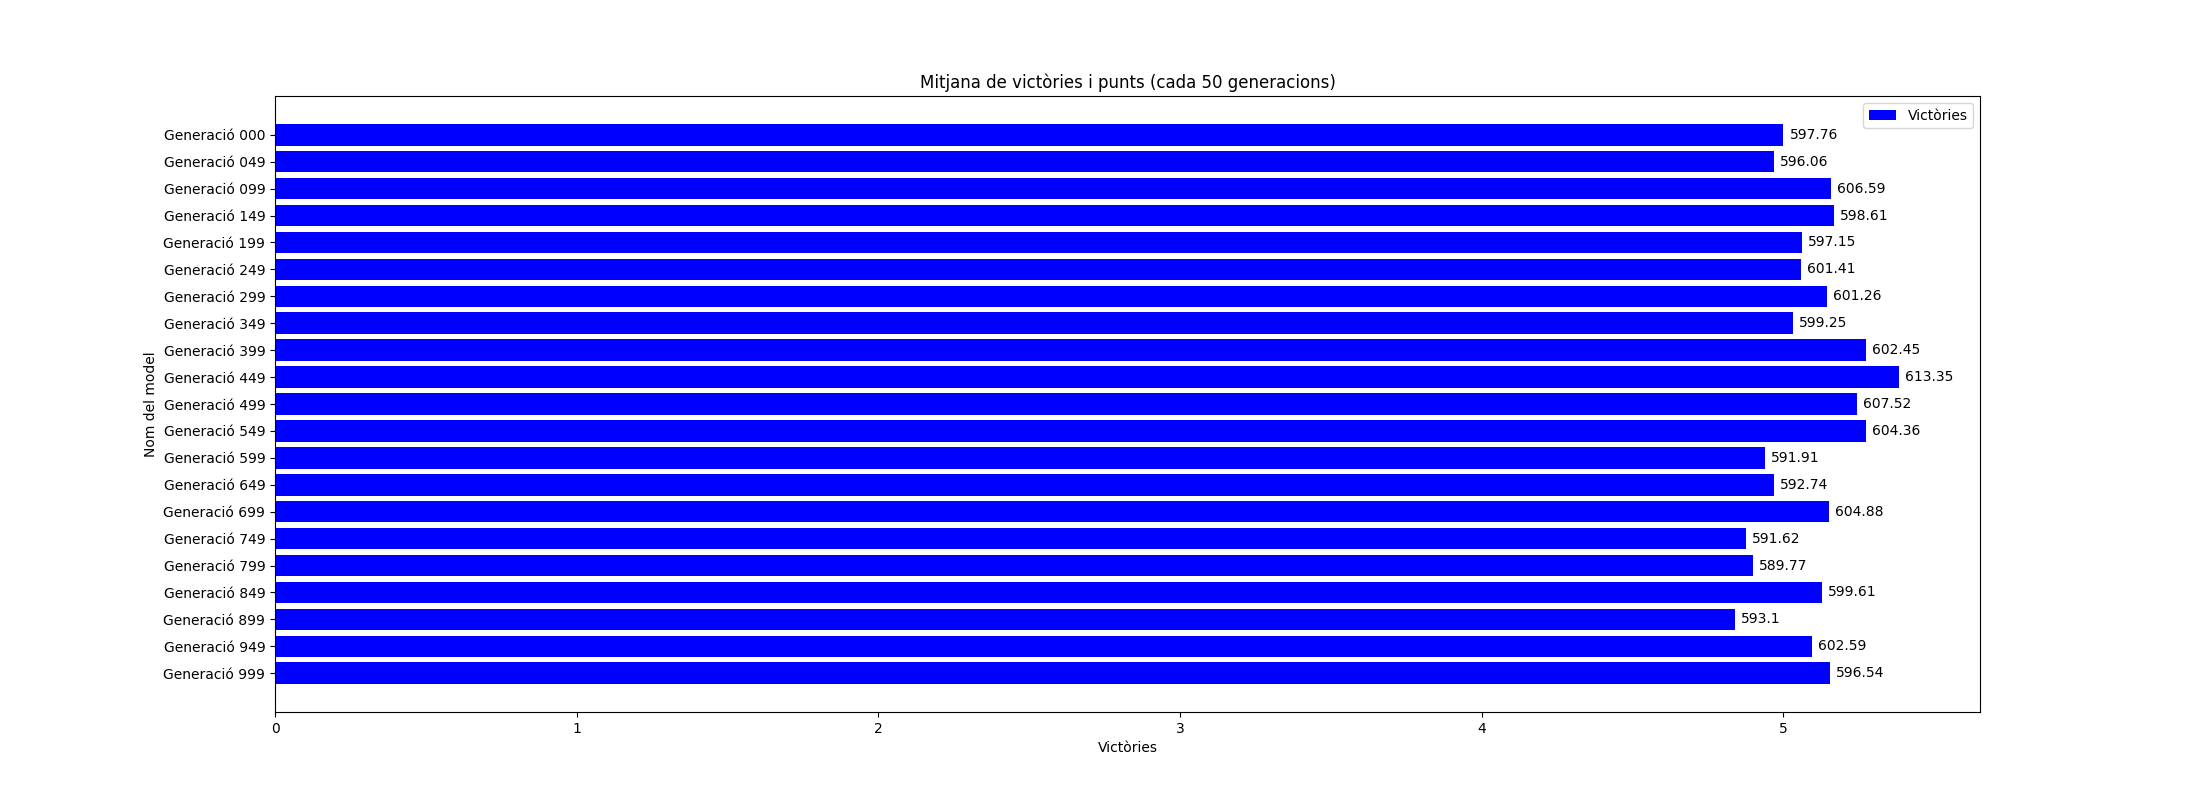 Mitjana de victòries i punts (cada 50 generacions)
Victòries
Nom del model
Generació 000 597.76
Generació 049 596.06
Generació 099 606.59
Generació 149 598.61
Generació 199 597.15
Generació 249 601.41
Generació 299 601.26
Generació 349 599.25
Generació 399 602.45
Generació 449 613.35
Generació 499 607.52
Generació 549 604.36
Generació 599 591.91
Generació 649 592.74
Generació 699 604.88
Generació 749 591.62
Generació 799 589.77
Generació 849 599.61
Generació 899 593.1
Generació 949 602.59
Generació 999 596.54
0 1 2 3 4 5
Victòries